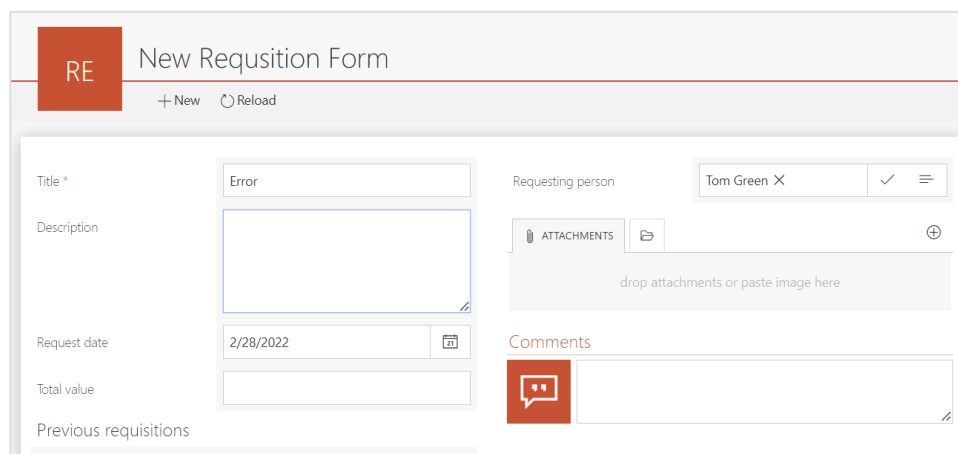 RE
New Requsition Form
New Reload
Title *
Error
Description
Request date
2/28/2022
21
Total value
Previous requisitions
Requesting person
Tom Green
ATTACHMENTS
drop attachments or paste image here
Comments